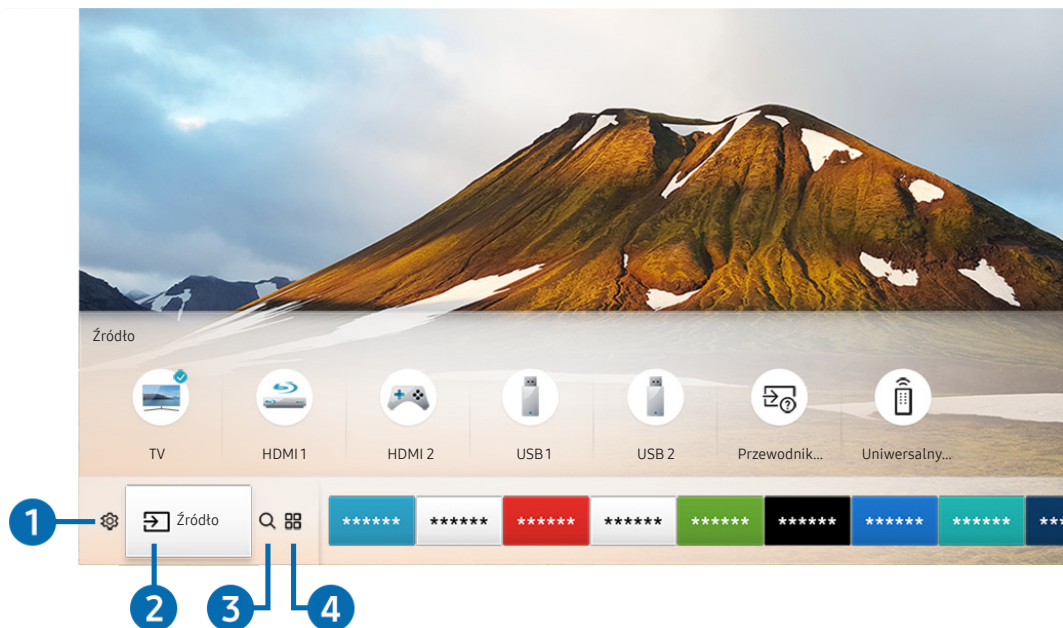 Źródło
TV
HDMI 1
HDMI 2
USB 1
USB 2
Przewodnik...
Uniwersalny...
1
Źródło
****** ****** ****** ****** ****** ****** ****** ****** ***
2
3
4